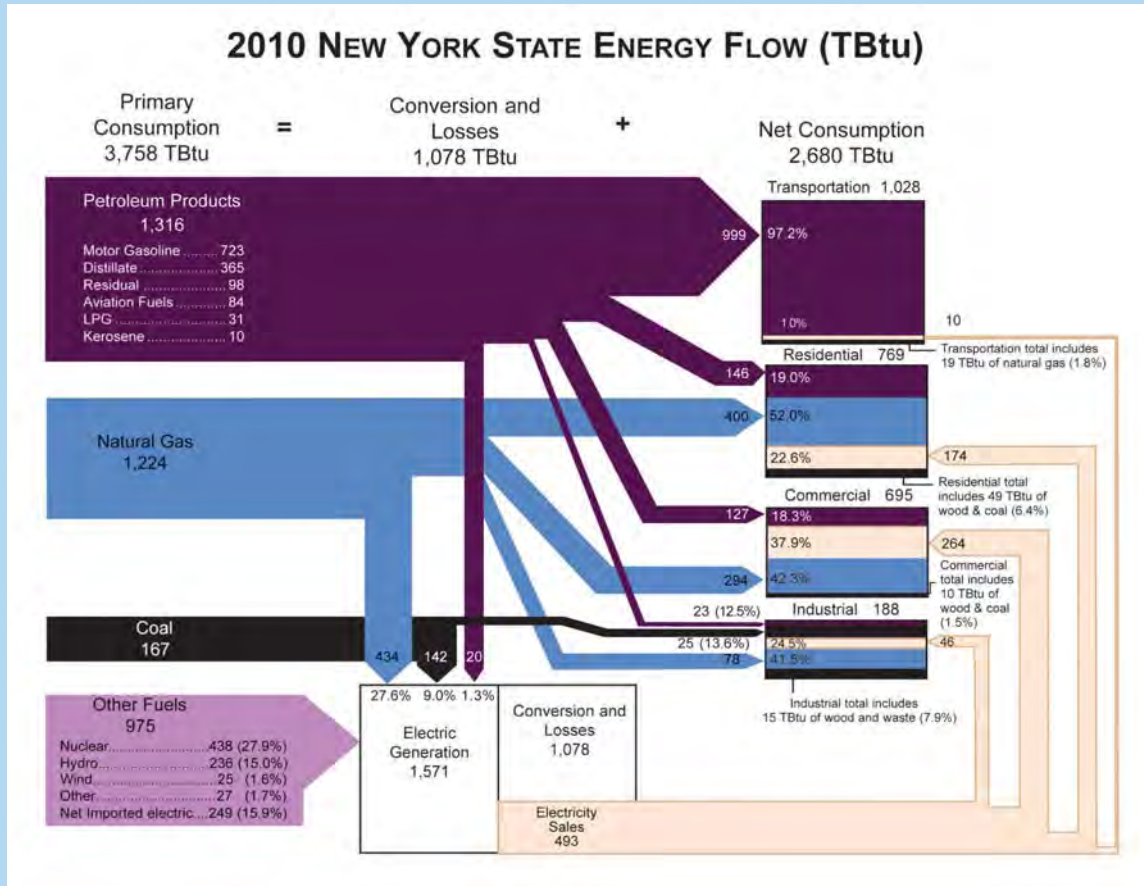 2010 NEW YORK STATE ENERGY FLOW (TBtu)
Primary
Consumption
3,758 TBtu
=
Conversion and
Losses
1,078 TBtu
+
Net Consumption
2,680 TBtu
Petroleum Products
1,316
Motor Gasoline ........ 723
Distillate .................... 365
Residual ..................... 98
Aviation Fuels ............ 84
LPG ............................ 31
Kerosene ................... 10
Transportation 1,028
999
97.2%
1.0%
10
Transportation total includes
19 TBtu of natural gas (1.8%)
Residential 769
146
19.0%
400
52.0%
22.6%
174
Residential total
includes 49 TBtu of
wood & coal (6.4%)
Natural Gas
1,224
Commercial 695
127
18.3%
37.9%
264
294
42.3%
Commercial
total includes
10 TBtu of
wood & coal
(1.5%)
Industrial 188
23 (12.5%)
25 (13.6%)
24.5%
46
78
41.5%
Industrial total includes
15 TBtu of wood and waste (7.9%)
Coal
167
434
142
20
27.6%
9.0%
1.3%
Other Fuels
975
Nuclear..........................438 (27.9%)
Hydro.............................236 (15.0%)
Wind................................25 (1.6%)
Other...............................27 (1.7%)
Net Imported electric....249 (15.9%)
Electric
Generation
1,571
Conversion and
Losses
1,078
Electricity
Sales
493